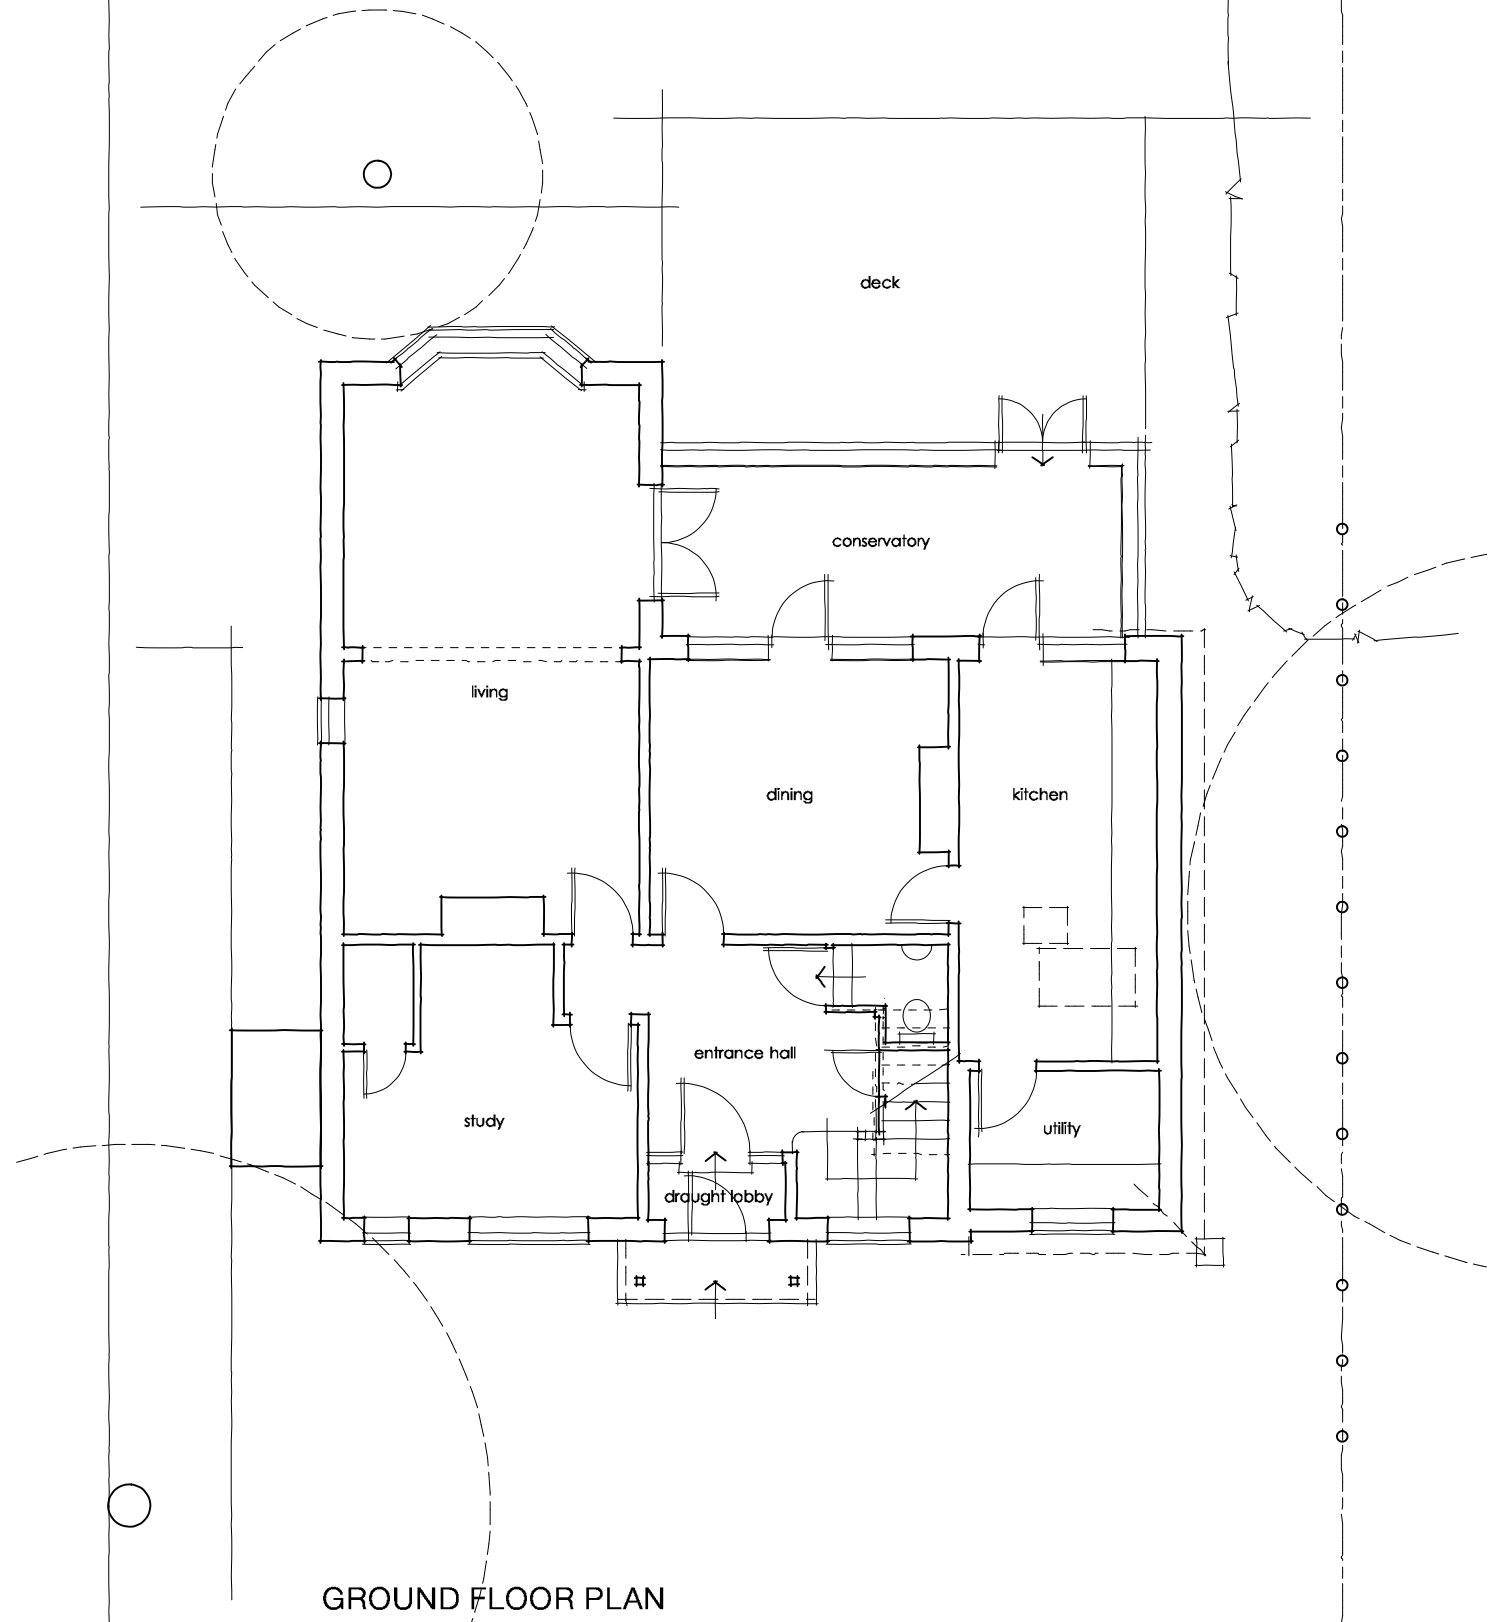 deck
conservatory
living
dining
kitchen
entrance hall
study
utility
draught lobby
GROUND FLOOR PLAN